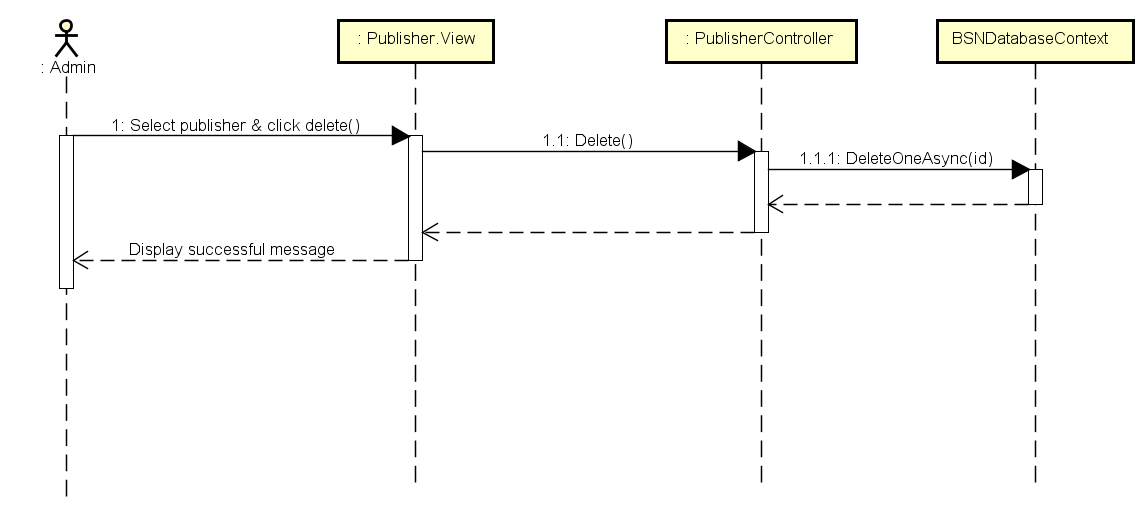 : Admin
: Publisher.View
: PublisherController
BSNDatabaseContext
1: Select publisher & click delete()
1.1: Delete()
1.1.1: DeleteOneAsync(id)
Display successful message